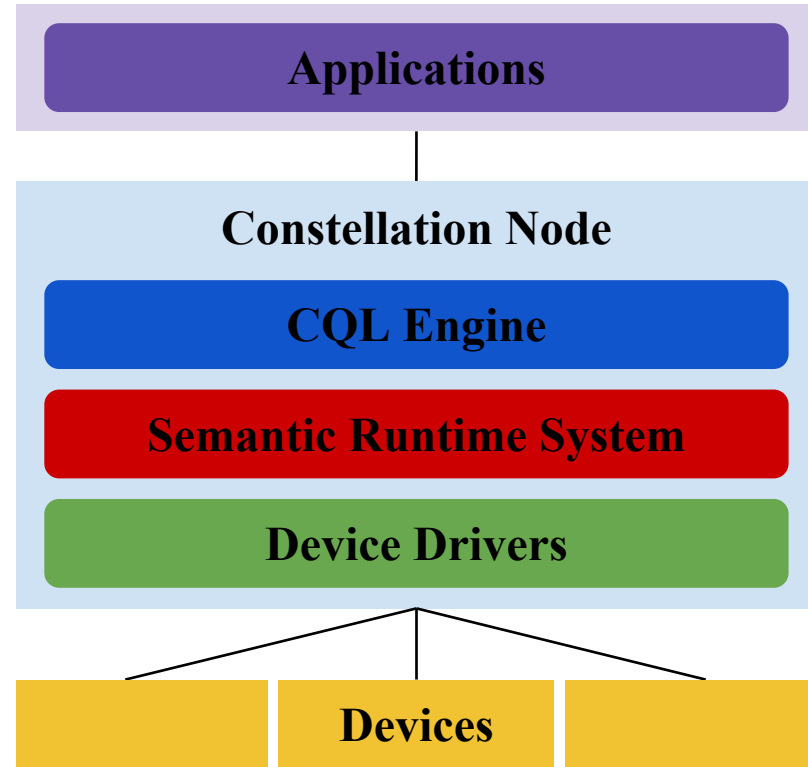 Applications
Constellation Node
CQL Engine
Semantic Runtime System
Device Drivers
Devices